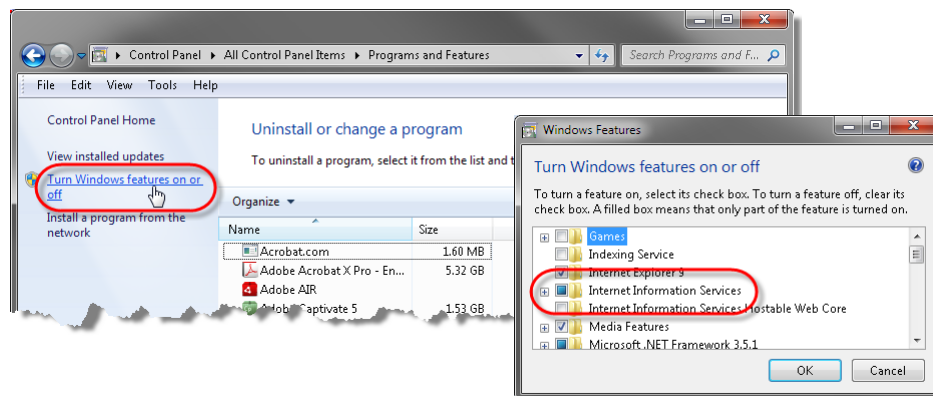 Control Panel ▸ All Control Panel Items ▸ Programs and Features
Search Programs and F...
File Edit View Tools Help
Control Panel Home
View installed updates
Turn Windows features on or
off
Install a program from the
network
Uninstall or change a program
To uninstall a program, select it from the list and t
Organize
Name Size
Acrobat.com 1.60 MB
Adobe Acrobat X Pro - En... 5.32 GB
Adobe AIR
Adobe Captivate 5 1.53 GB
Windows Features
Turn Windows features on or off
To turn a feature on, select its check box. To turn a feature off, clear its
check box. A filled box means that only part of the feature is turned on.
Games
Indexing Service
Internet Explorer 9
Internet Information Services
Internet Information Services Hostable Web Core
Media Features
Microsoft .NET Framework 3.5.1
OK Cancel